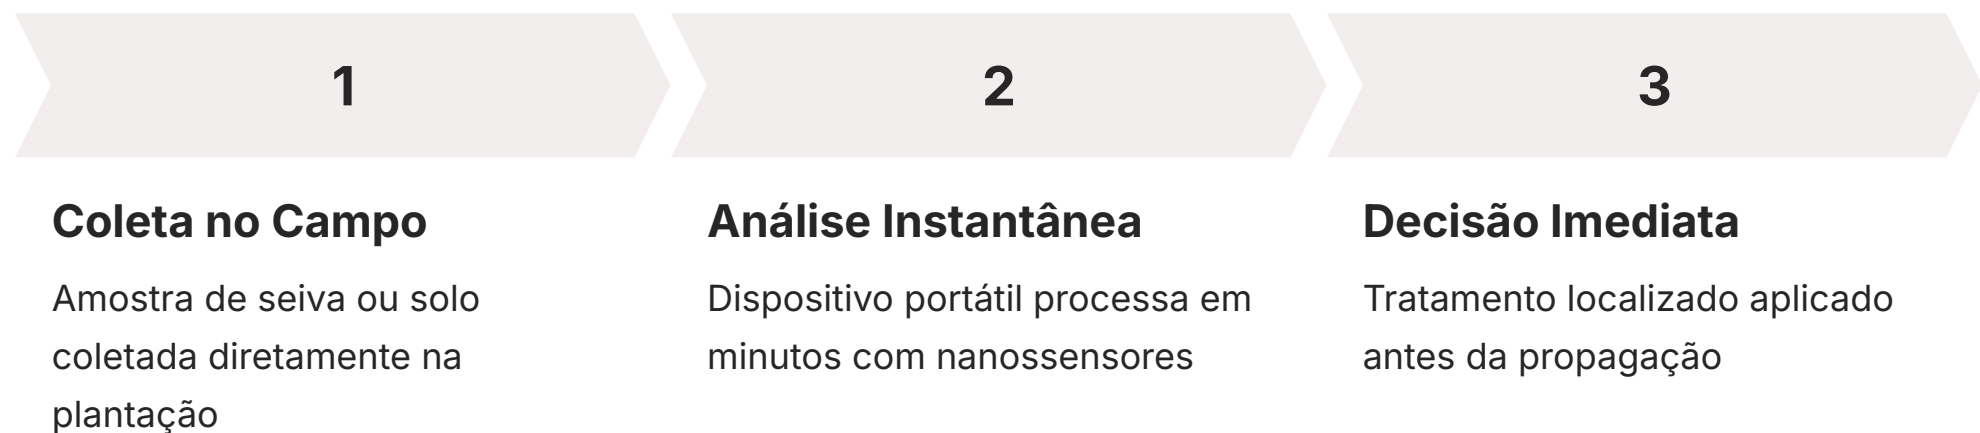 1
2
3
Coleta no Campo
Amostra de seiva ou solo
coletada diretamente na
plantação
Análise Instantânea
Dispositivo portátil processa em
minutos com nanossensores
Decisão Imediata
Tratamento localizado aplicado
antes da propagação